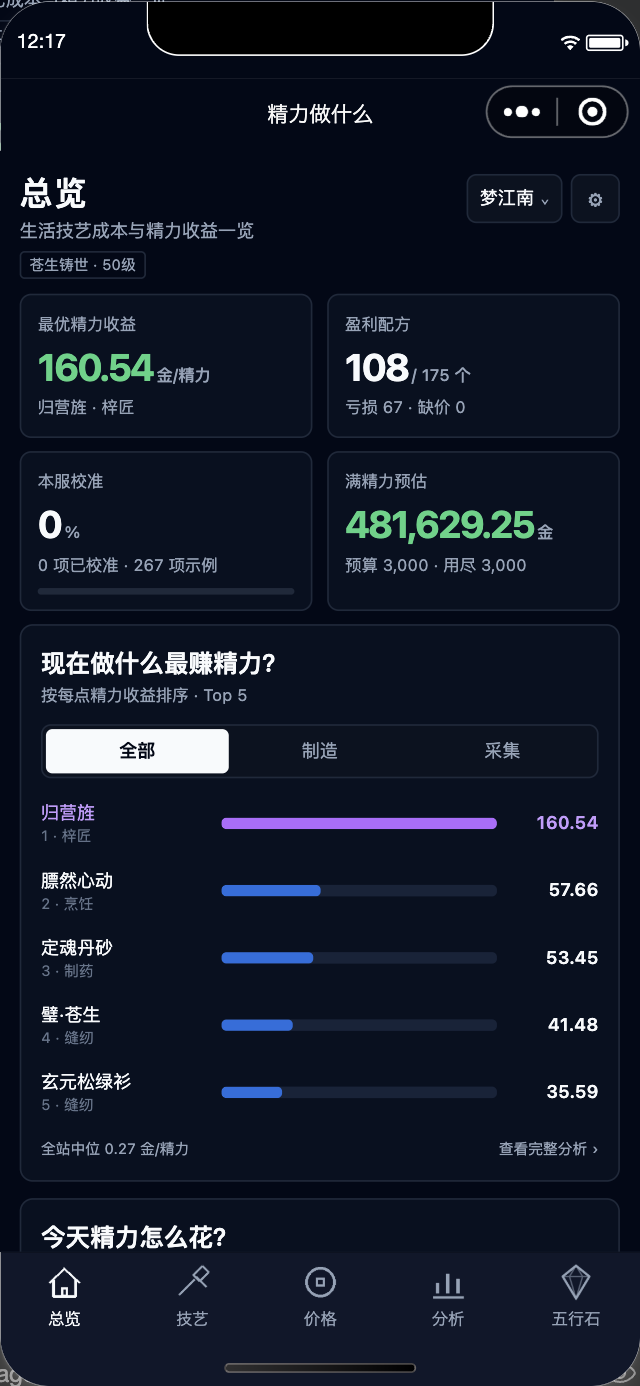 12:17
精力做什么
总览
梦江南
生活技艺成本与精力收益一览
苍生铸世 · 50级
最优精力收益
160.54金/精力
归营旌 · 梓匠
盈利配方
108/ 175 个
亏损 67 · 缺价 0
本服校准
0%
0 项已校准 · 267 项示例
满精力预估
481,629.25金
预算 3,000 · 用尽 3,000
现在做什么最赚精力?
按每点精力收益排序 · Top 5
全部 制造 采集
归营旌
1 · 梓匠
160.54
膘然心动
2 · 烹饪
57.66
定魂丹砂
3 · 制药
53.45
璧·苍生
4 · 缝纫
41.48
玄元松绿衫
5 · 缝纫
35.59
全站中位 0.27 金/精力
查看完整分析 ›
今天精力怎么花?
总览 技艺 价格 分析 五行石